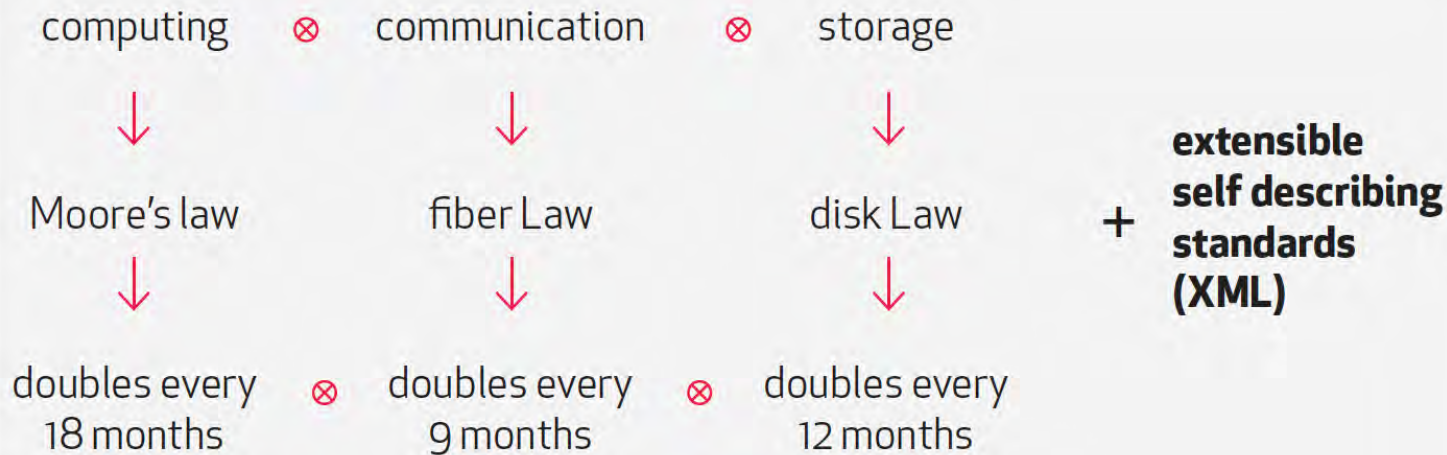 computing ⊗ communication ⊗ storage
Moore's law fiber Law disk Law
+ extensible
self describing
standards
(XML)
doubles every ⊗ doubles every ⊗ doubles every
18 months 9 months 12 months